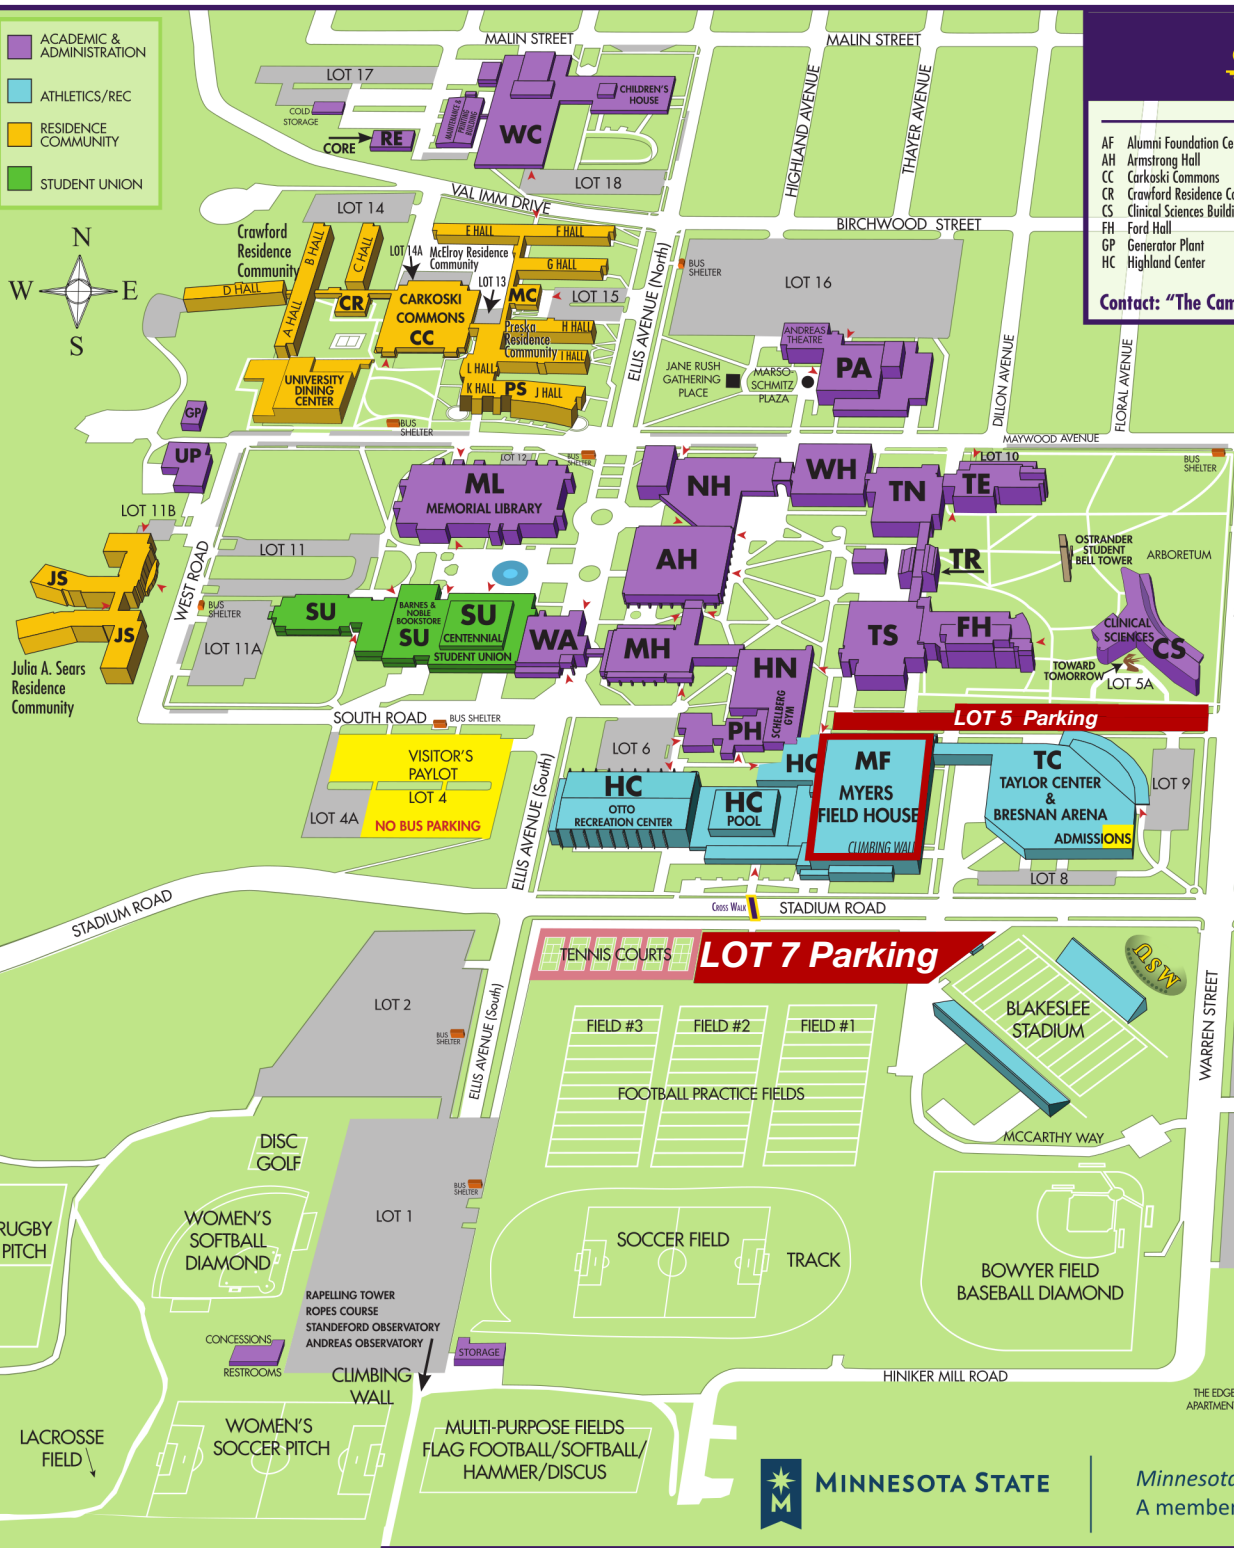 ACADEMIC &
ADMINISTRATION
ATHLETICS/REC
RESIDENCE
COMMUNITY
STUDENT UNION
MALIN STREET
MALIN STREET
LOT 17
COLD
STORAGE
CORE
RE
MAINTENANCE &
PRINTING
BUILDING
WC
CHILDREN'S
HOUSE
LOT 18
HIGHLAND AVENUE
THAYER AVENUE
AF Alumni Foundation Ce
AH Armstrong Hall
CC Carkoski Commons
CR Crawford Residence Co
CS Clinical Sciences Buildi
FH Ford Hall
GP Generator Plant
HC Highland Center
Contact: "The Cam
VAL IMM DRIVE
BIRCHWOOD STREET
LOT 14
N
W
E
S
Crawford
Residence
Community
A HALL
B HALL
C HALL
D HALL
CR
LOT 14A
McElroy Residence
Community
LOT 13
E HALL
F HALL
G HALL
MC
LOT 15
CARKOSKI
COMMONS
CC
Preska
Residence
Community
H HALL
I HALL
L HALL
K HALL
PS
J HALL
UNIVERSITY
DINING
CENTER
GP
BUS
SHELTER
ELLIS AVENUE (North)
BUS
SHELTER
LOT 16
ANDREAS
THEATRE
PA
JANE RUSH
GATHERING
PLACE
MARSO-
SCHMITZ
PLAZA
DILLON AVENUE
FLORAL AVENUE
MAYWOOD AVENUE
BUS
SHELTER
UP
ML
MEMORIAL LIBRARY
LOT 12
BUS
SHELTER
NH
WH
TN
TE
LOT 10
LOT 11B
LOT 11
WEST ROAD
JS
JS
Julia A. Sears
Residence
Community
BUS
SHELTER
LOT 11A
SU
BARNES &
NOBLE
BOOKSTORE
SU
SU
CENTENNIAL
STUDENT UNION
WA
AH
MH
HN
SCHELLBERG
GYM
PH
TR
TS
FH
OSTRANDER
STUDENT
BELL TOWER
ARBORETUM
CLINICAL
SCIENCES
CS
TOWARD
TOMORROW
LOT 5A
LOT 5 Parking
SOUTH ROAD
BUS SHELTER
VISITOR'S
PAYLOT
LOT 4
NO BUS PARKING
LOT 4A
ELLIS AVENUE (South)
LOT 6
HC
OTTO
RECREATION CENTER
HC
POOL
HC
MF
MYERS
FIELD HOUSE
CLIMBING WALL
TC
TAYLOR CENTER
&
BRESNAN ARENA
ADMISSIONS
LOT 9
LOT 8
STADIUM ROAD
CROSS WALK
STADIUM ROAD
TENNIS COURTS
LOT 7 Parking
MSU
BLAKESLEE
STADIUM
WARREN STREET
LOT 2
BUS
SHELTER
ELLIS AVENUE (South)
FIELD #3
FIELD #2
FIELD #1
FOOTBALL PRACTICE FIELDS
MCCARTHY WAY
DISC
GOLF
BUS
SHELTER
LOT 1
RUGBY
PITCH
WOMEN'S
SOFTBALL
DIAMOND
SOCCER FIELD
TRACK
BOWYER FIELD
BASEBALL DIAMOND
RAPELLING TOWER
ROPES COURSE
STANDEFORD OBSERVATORY
ANDREAS OBSERVATORY
CONCESSIONS
RESTROOMS
STORAGE
CLIMBING
WALL
HINIKER MILL ROAD
THE EDGE
APARTMEN
LACROSSE
FIELD
WOMEN'S
SOCCER PITCH
MULTI-PURPOSE FIELDS
FLAG FOOTBALL/SOFTBALL/
HAMMER/DISCUS
M
MINNESOTA STATE
Minnesota
A member